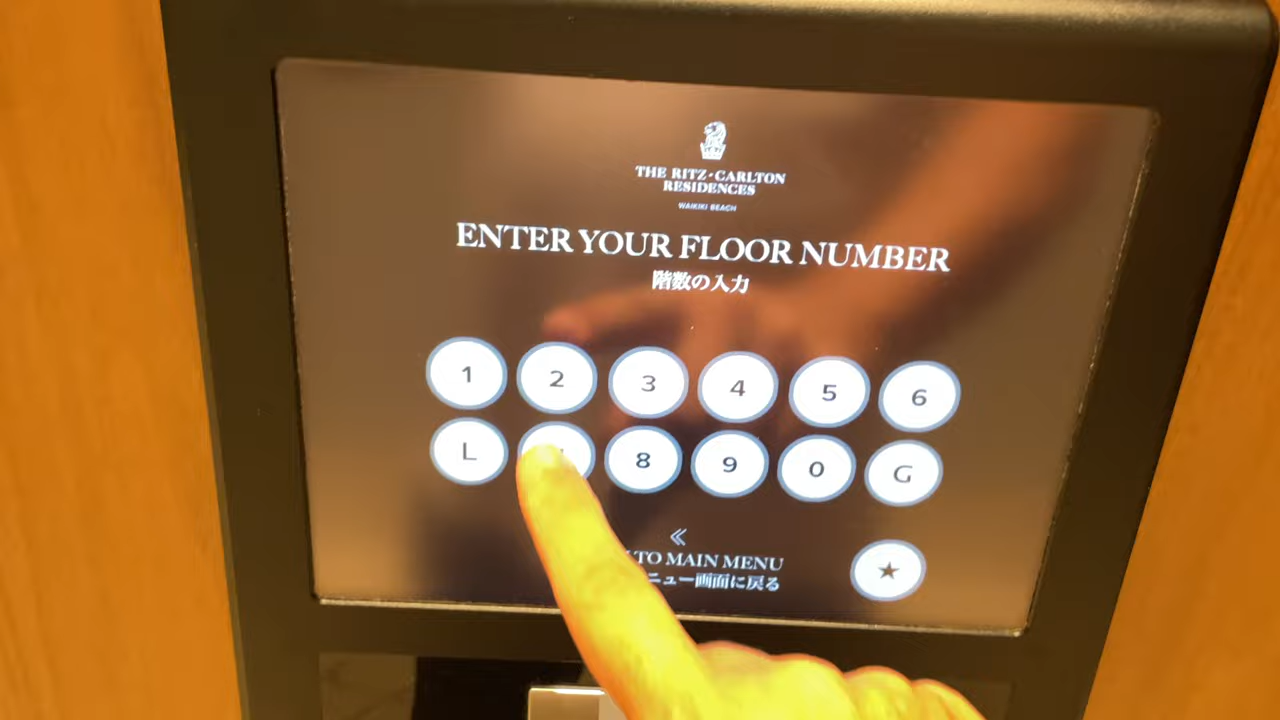 THE RITZ-CARLTON
RESIDENCES
WAIKIKI BEACH
ENTER YOUR FLOOR NUMBER
階数の入力
1 2 3 4 5 6
L 8 9 0 G
TO MAIN MENU
ニュー画面に戻る